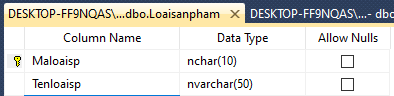 DESKTOP-FF9NQAS\...dbo.Loaisanpham
DESKTOP-FF9NQAS\...- dbo
Column Name Data Type Allow Nulls
Maloaisp nchar(10)
Tenloaisp nvarchar(50)